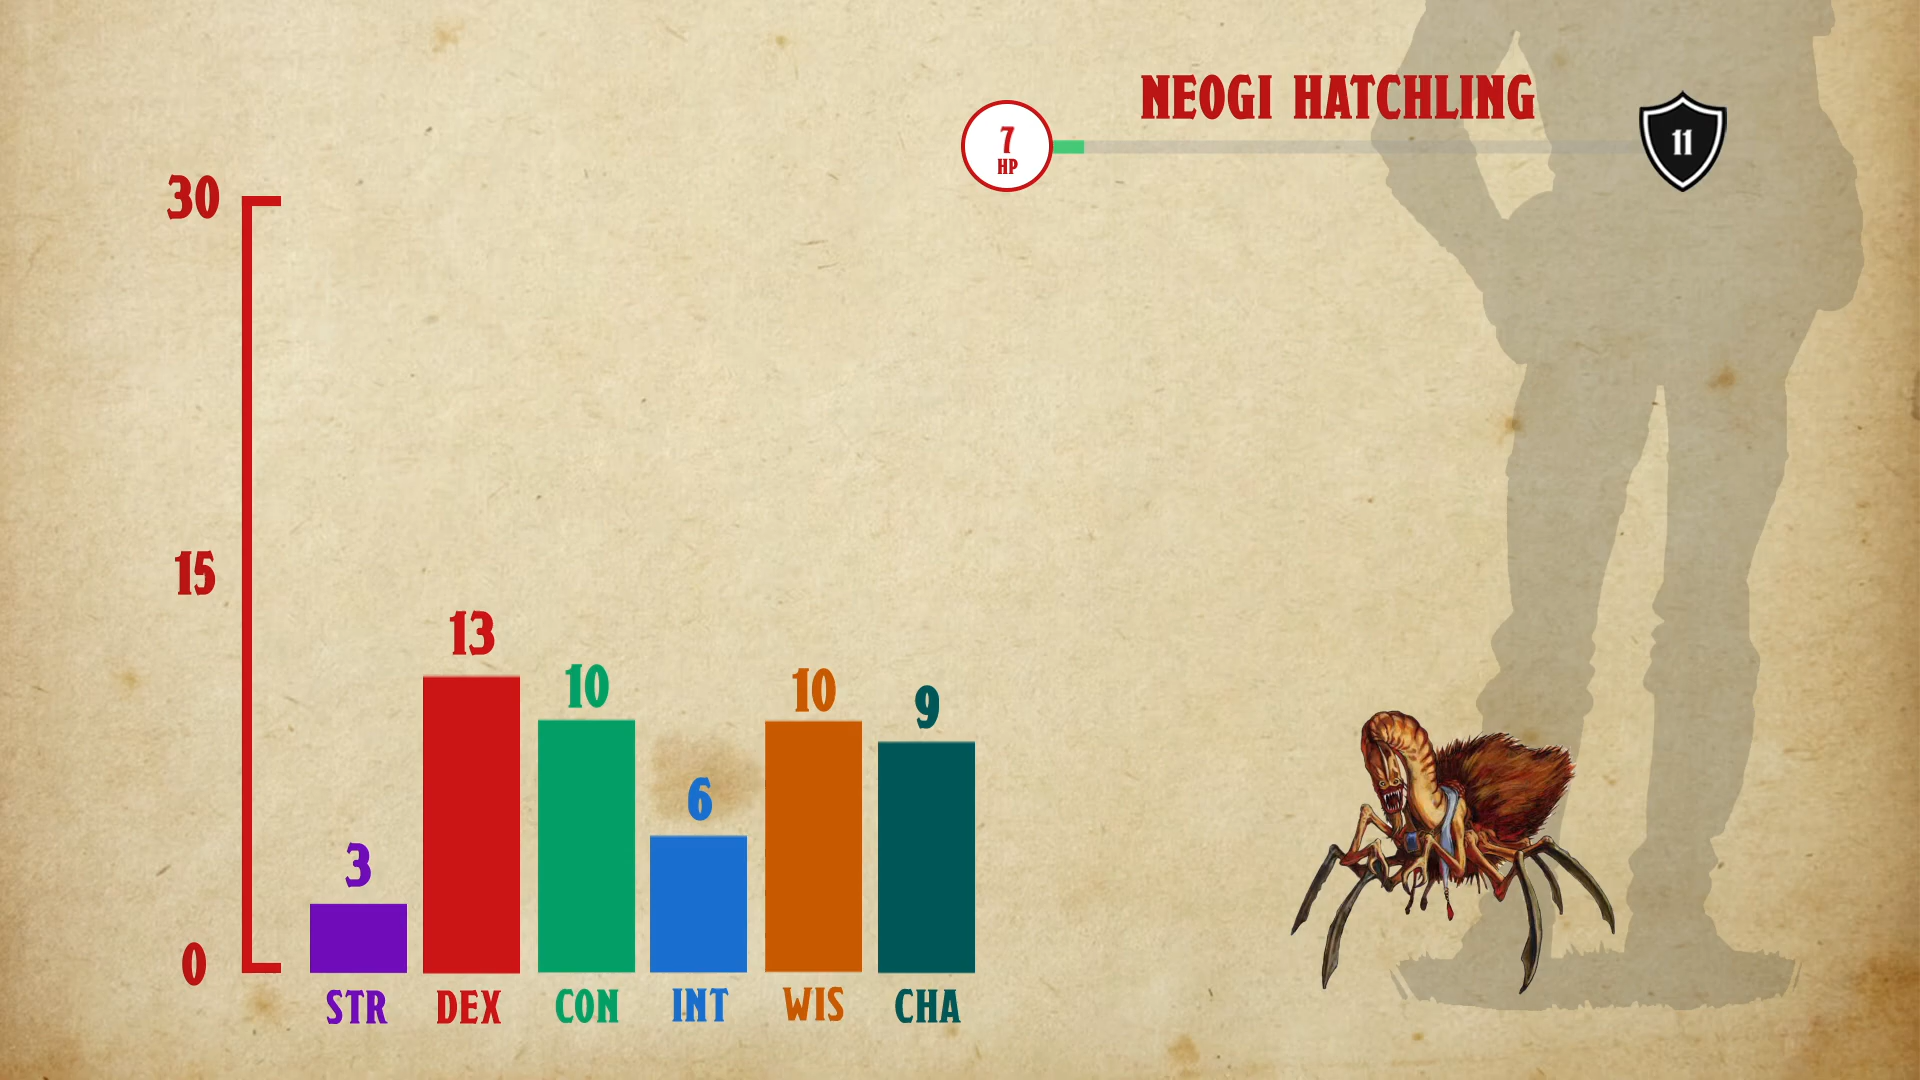 NEOGI HATCHLING
7
HP
11
30
15
0
3
13
10
6
10
9
STR
DEX
CON
INT
WIS
CHA